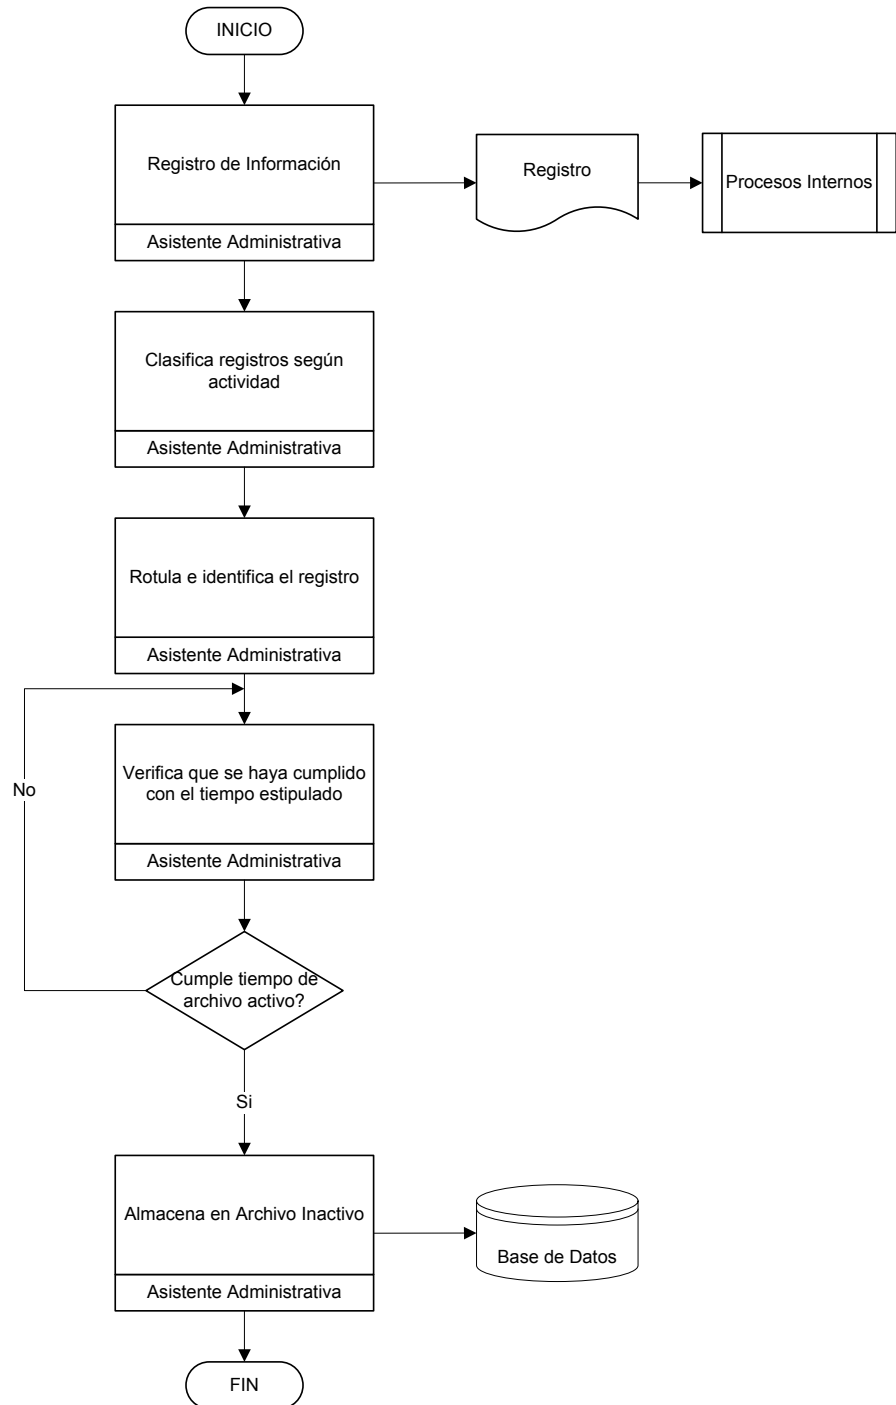 INICIO
Registro de Información
Asistente Administrativa
Registro
Procesos Internos
Clasifica registros según
actividad
Asistente Administrativa
Rotula e identifica el registro
Asistente Administrativa
Verifica que se haya cumplido
con el tiempo estipulado
Asistente Administrativa
No
Cumple tiempo de
archivo activo?
Si
Almacena en Archivo Inactivo
Asistente Administrativa
Base de Datos
FIN